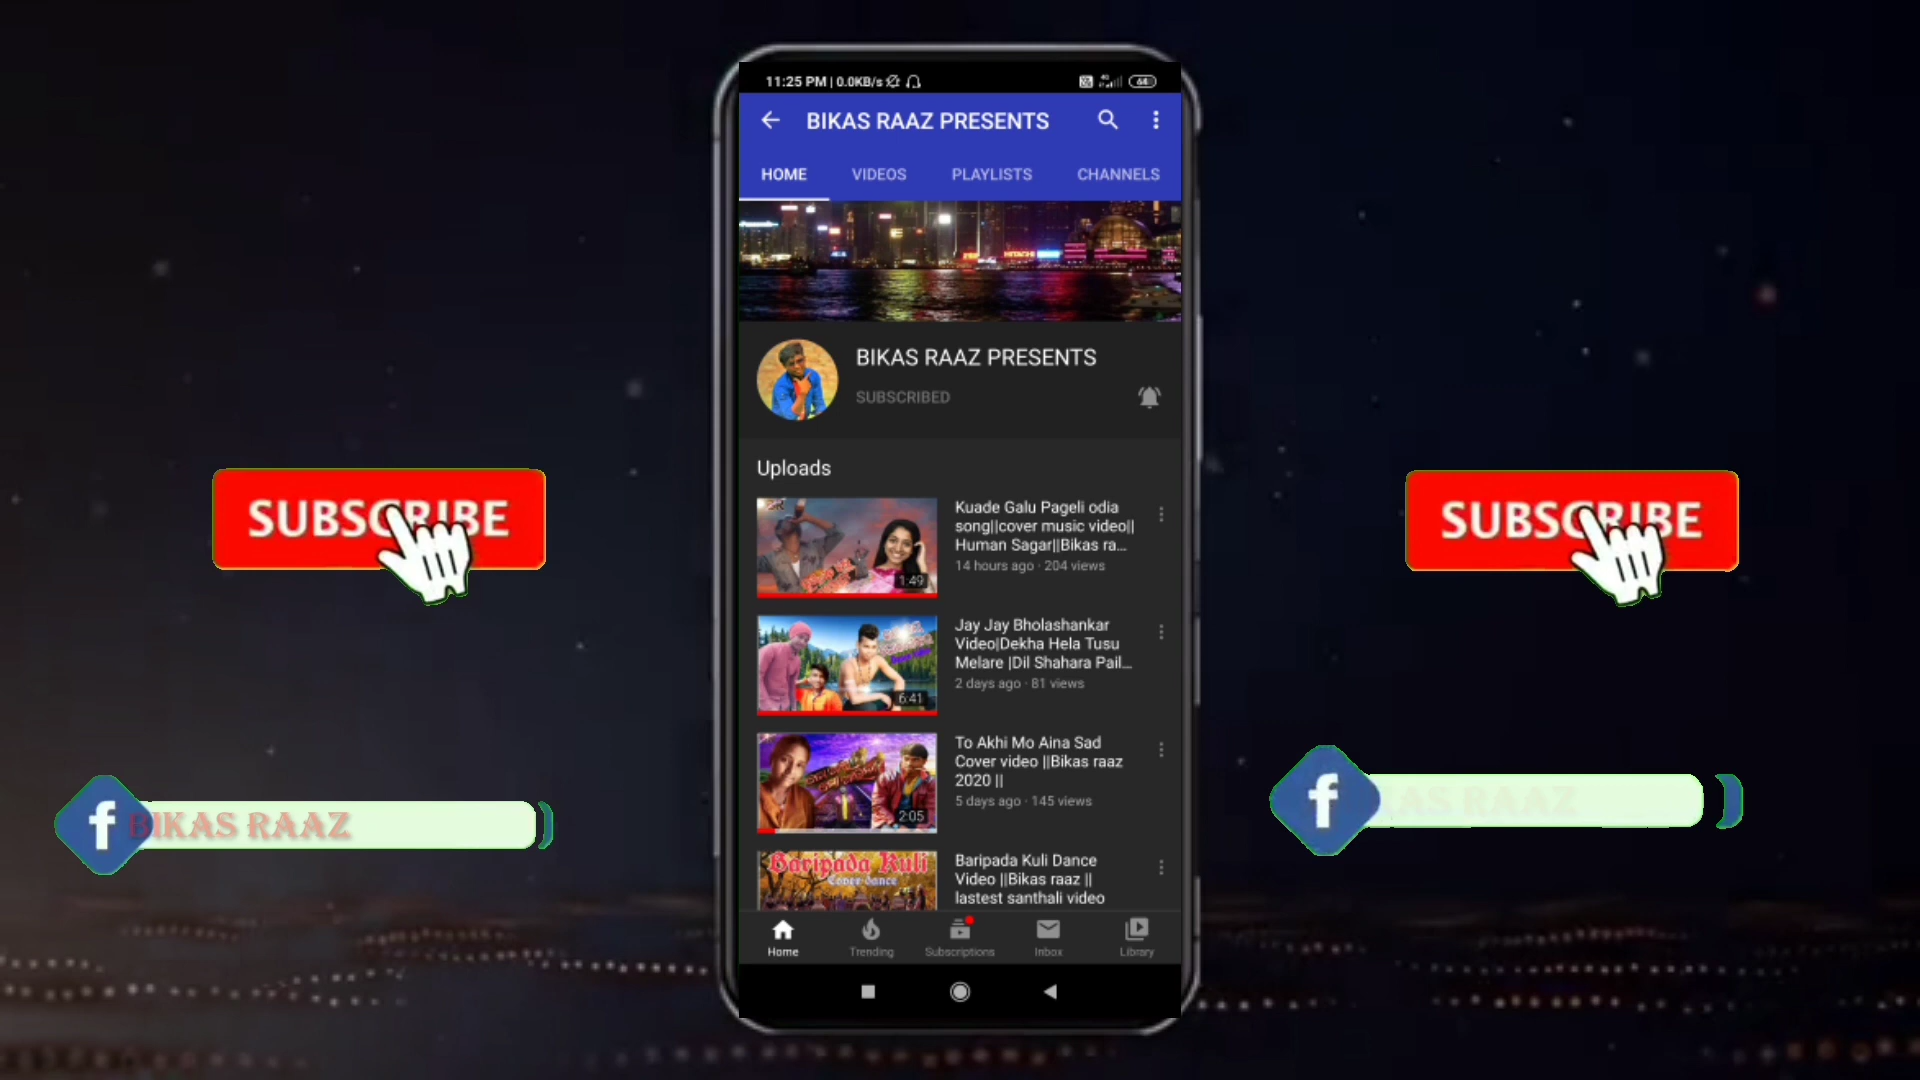 11:25 PM | 0.0KB/s
64
BIKAS RAAZ PRESENTS
HOME VIDEOS PLAYLISTS CHANNELS
HITACHI
BIKAS RAAZ PRESENTS
SUBSCRIBED
Uploads
Kuade Galu Pageli odia
song||cover music video||
Human Sagar||Bikas ra...
14 hours ago · 204 views
1:49
Jay Jay Bholashankar
Video|Dekha Hela Tusu
Melare |Dil Shahara Pail...
2 days ago · 81 views
6:41
To Akhi Mo Aina Sad
Cover video ||Bikas raaz
2020 ||
5 days ago · 145 views
2:05
Baripada Kuli
Cover dance
Baripada Kuli Dance
Video ||Bikas raaz ||
lastest santhali video
Home Trending Subscriptions Inbox Library
SUBSCRIBE
SUBSCRIBE
f BIKAS RAAZ
f KAS RAAZ